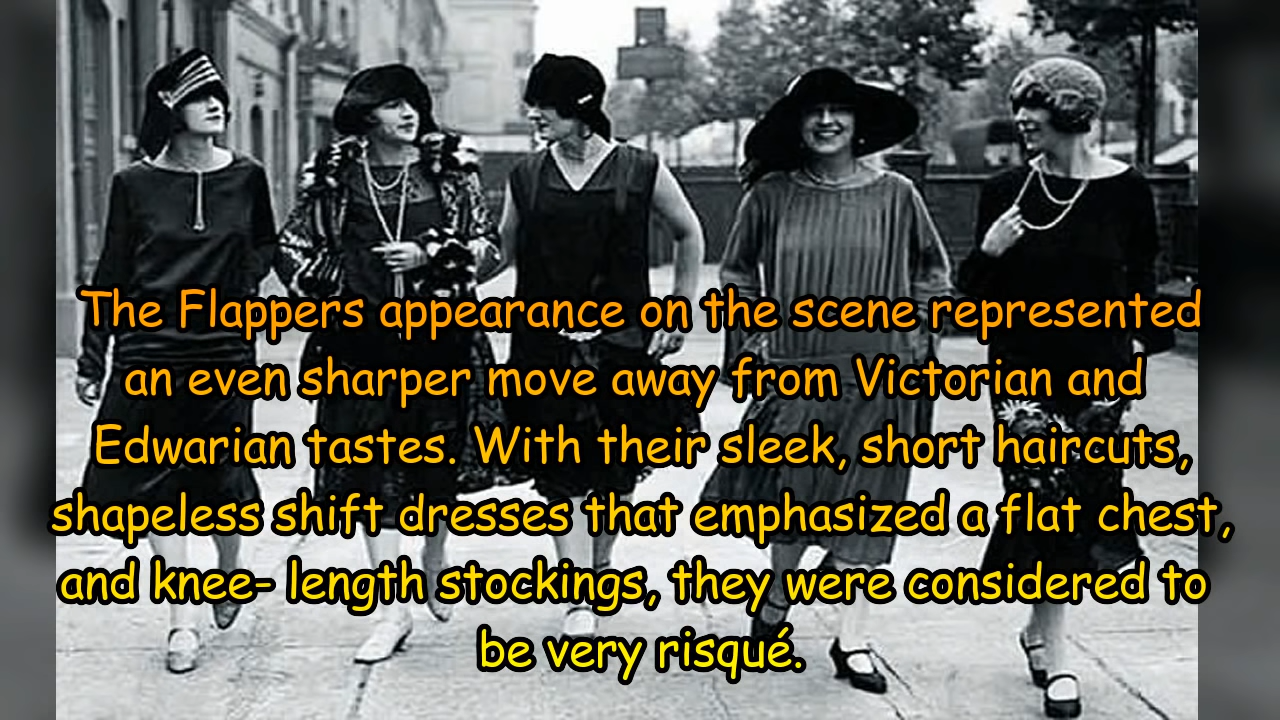 The Flappers appearance on the scene represented
an even sharper move away from Victorian and
Edwarian tastes. With their sleek, short haircuts,
shapeless shift dresses that emphasized a flat chest,
and knee- length stockings, they were considered to
be very risqué.